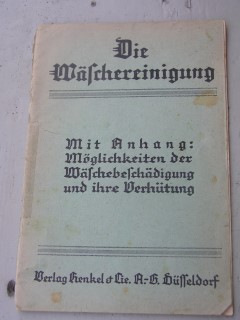 Die
Wäschereinigung
Mit Anhang:
Möglichkeiten der
Wäschebeschädigung
und ihre Verhütung
Verlag Henkel & Cie. A.-G. Düsseldorf